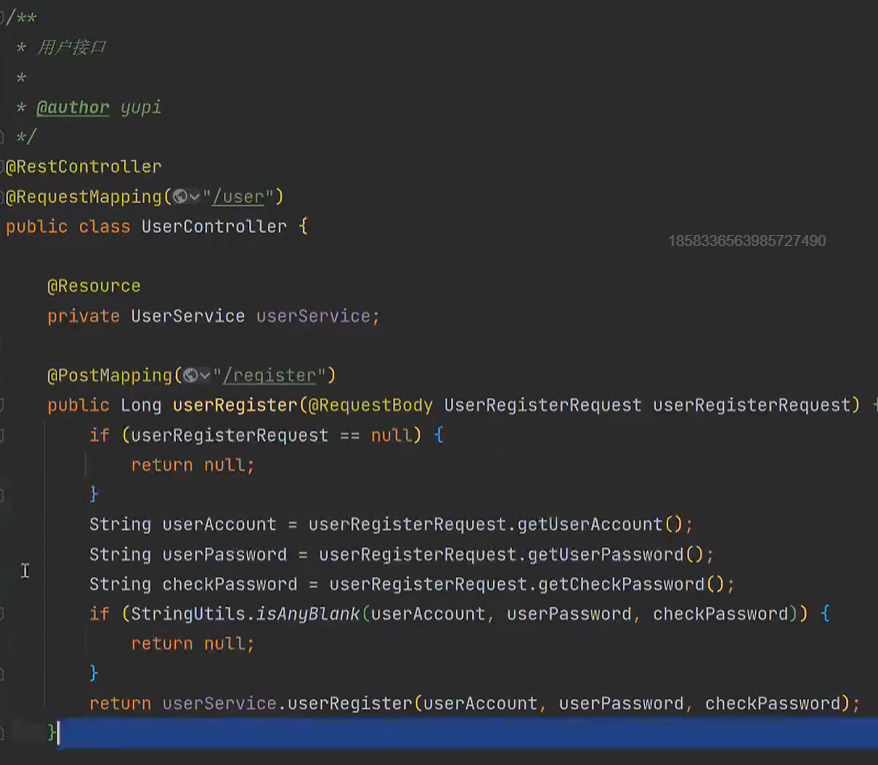 /**
 * 用户接口
 *
 * @author yupi
 */
@RestController
@RequestMapping("/user")
public class UserController {
1858336563985727490
    @Resource
    private UserService userService;
    @PostMapping("/register")
    public Long userRegister(@RequestBody UserRegisterRequest userRegisterRequest) {
        if (userRegisterRequest == null) {
            return null;
        }
        String userAccount = userRegisterRequest.getUserAccount();
        String userPassword = userRegisterRequest.getUserPassword();
        String checkPassword = userRegisterRequest.getCheckPassword();
        if (StringUtils.isAnyBlank(userAccount, userPassword, checkPassword)) {
            return null;
        }
        return userService.userRegister(userAccount, userPassword, checkPassword);
    }